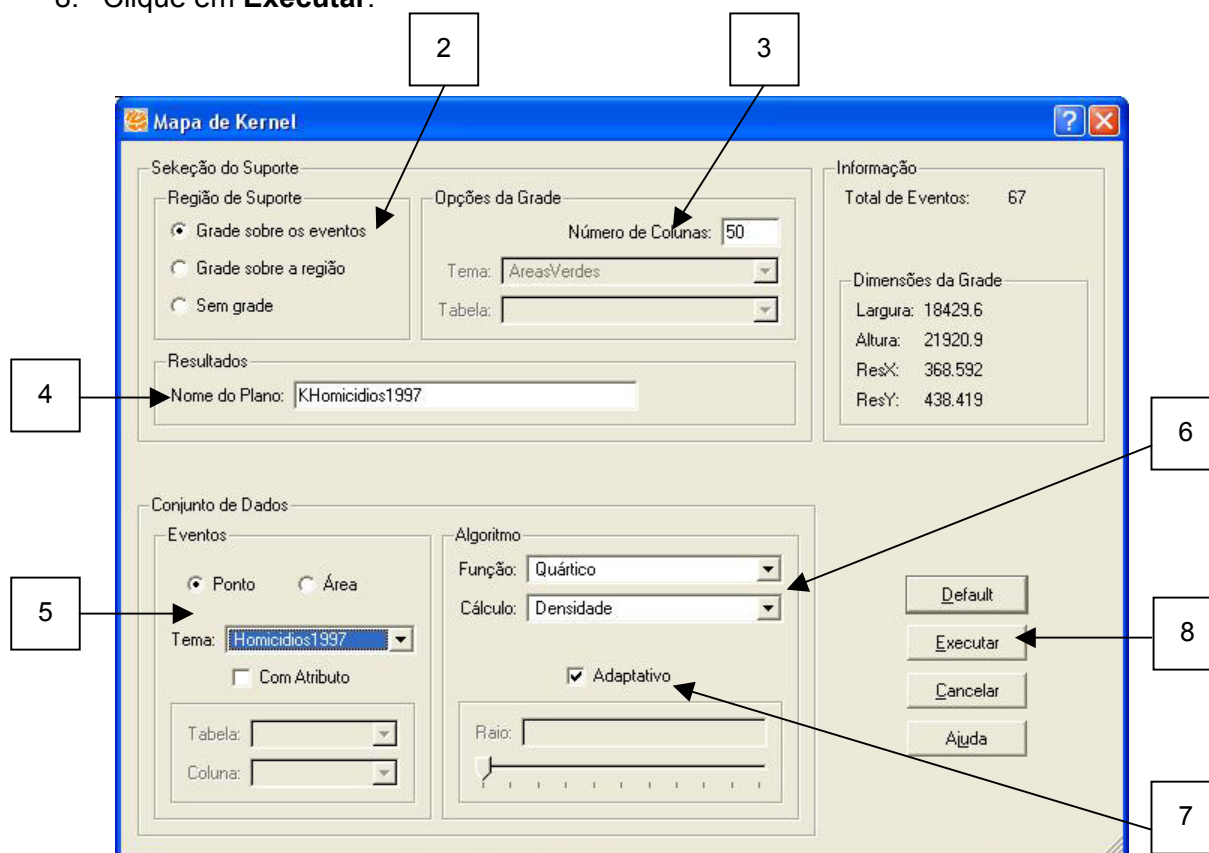 8. Clique em Executar.
2
3
Mapa de Kernel
Sekeção do Suporte
Região de Suporte
Grade sobre os eventos
Grade sobre a região
Sem grade
Opções da Grade
Número de Colunas: 50
Tema: AreasVerdes
Tabela:
Informação
Total de Eventos: 67
Dimensões da Grade
Largura: 18429.6
Altura: 21920.9
ResX: 368.592
ResY: 438.419
4
Resultados
Nome do Plano: KHomicidios1997
6
Conjunto de Dados
Eventos
Ponto Área
5
Tema: Homicidios1997
Com Atributo
Tabela:
Coluna:
Algoritmo
Função: Quártico
Cálculo: Densidade
Adaptativo
Raio:
Default
Executar
8
Cancelar
Ajuda
7